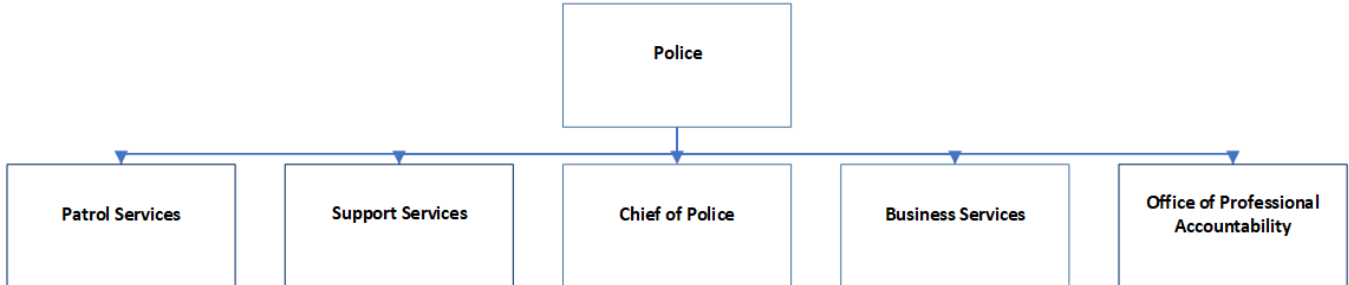 Police
Patrol Services
Support Services
Chief of Police
Business Services
Office of Professional
Accountability